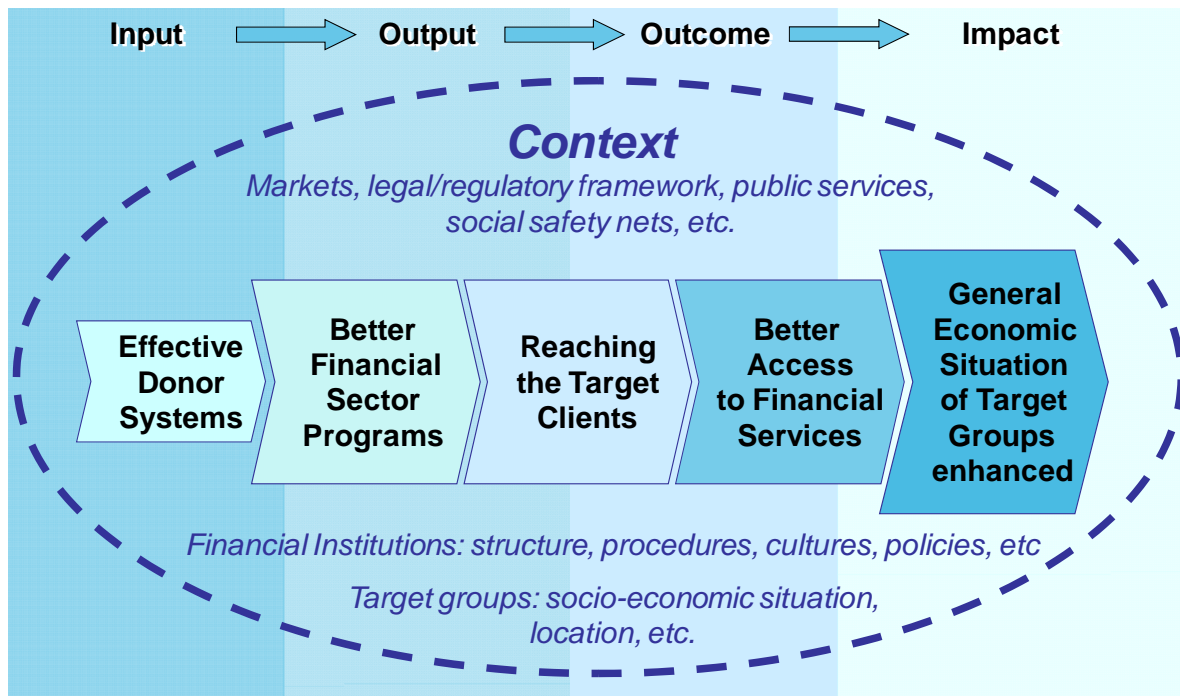 Input Output Outcome Impact
Context
Markets, legal/regulatory framework, public services,
social safety nets, etc.
Effective
Donor
Systems
Better
Financial
Sector
Programs
Reaching
the Target
Clients
Better
Access
to Financial
Services
General
Economic
Situation
of Target
Groups
enhanced
Financial Institutions: structure, procedures, cultures, policies, etc
Target groups: socio-economic situation,
location, etc.